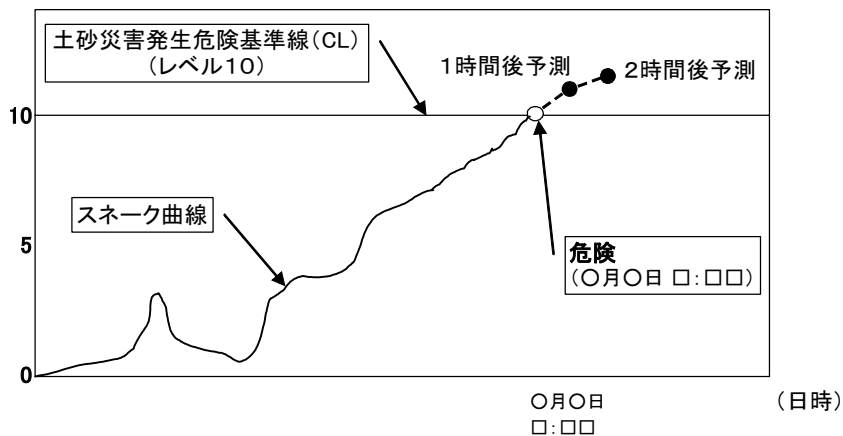 土砂災害発生危険基準線(CL)
(レベル10)
1時間後予測
2時間後予測
10
スネーク曲線
5
危険
(○月○日 □:□□)
0
○月○日
□:□□
(日時)